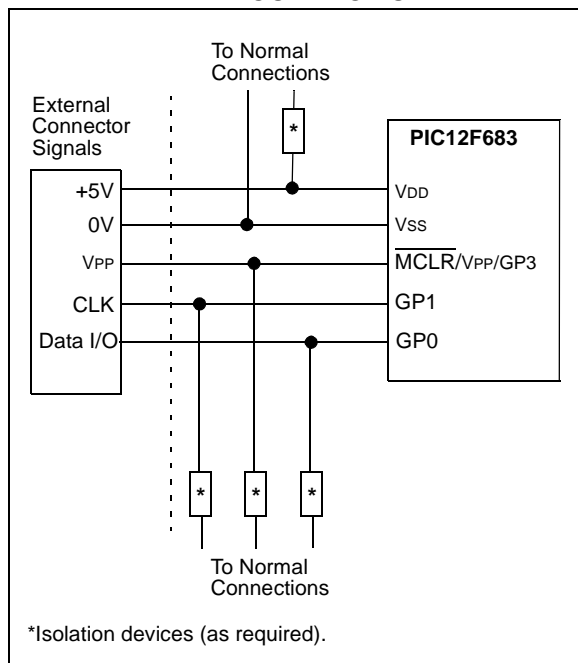 To Normal
Connections
*
External
Connector
Signals
PIC12F683
+5V
VDD
0V
VSS
VPP
MCLR/VPP/GP3
CLK
GP1
Data I/O
GP0
* * *
To Normal
Connections
*Isolation devices (as required).